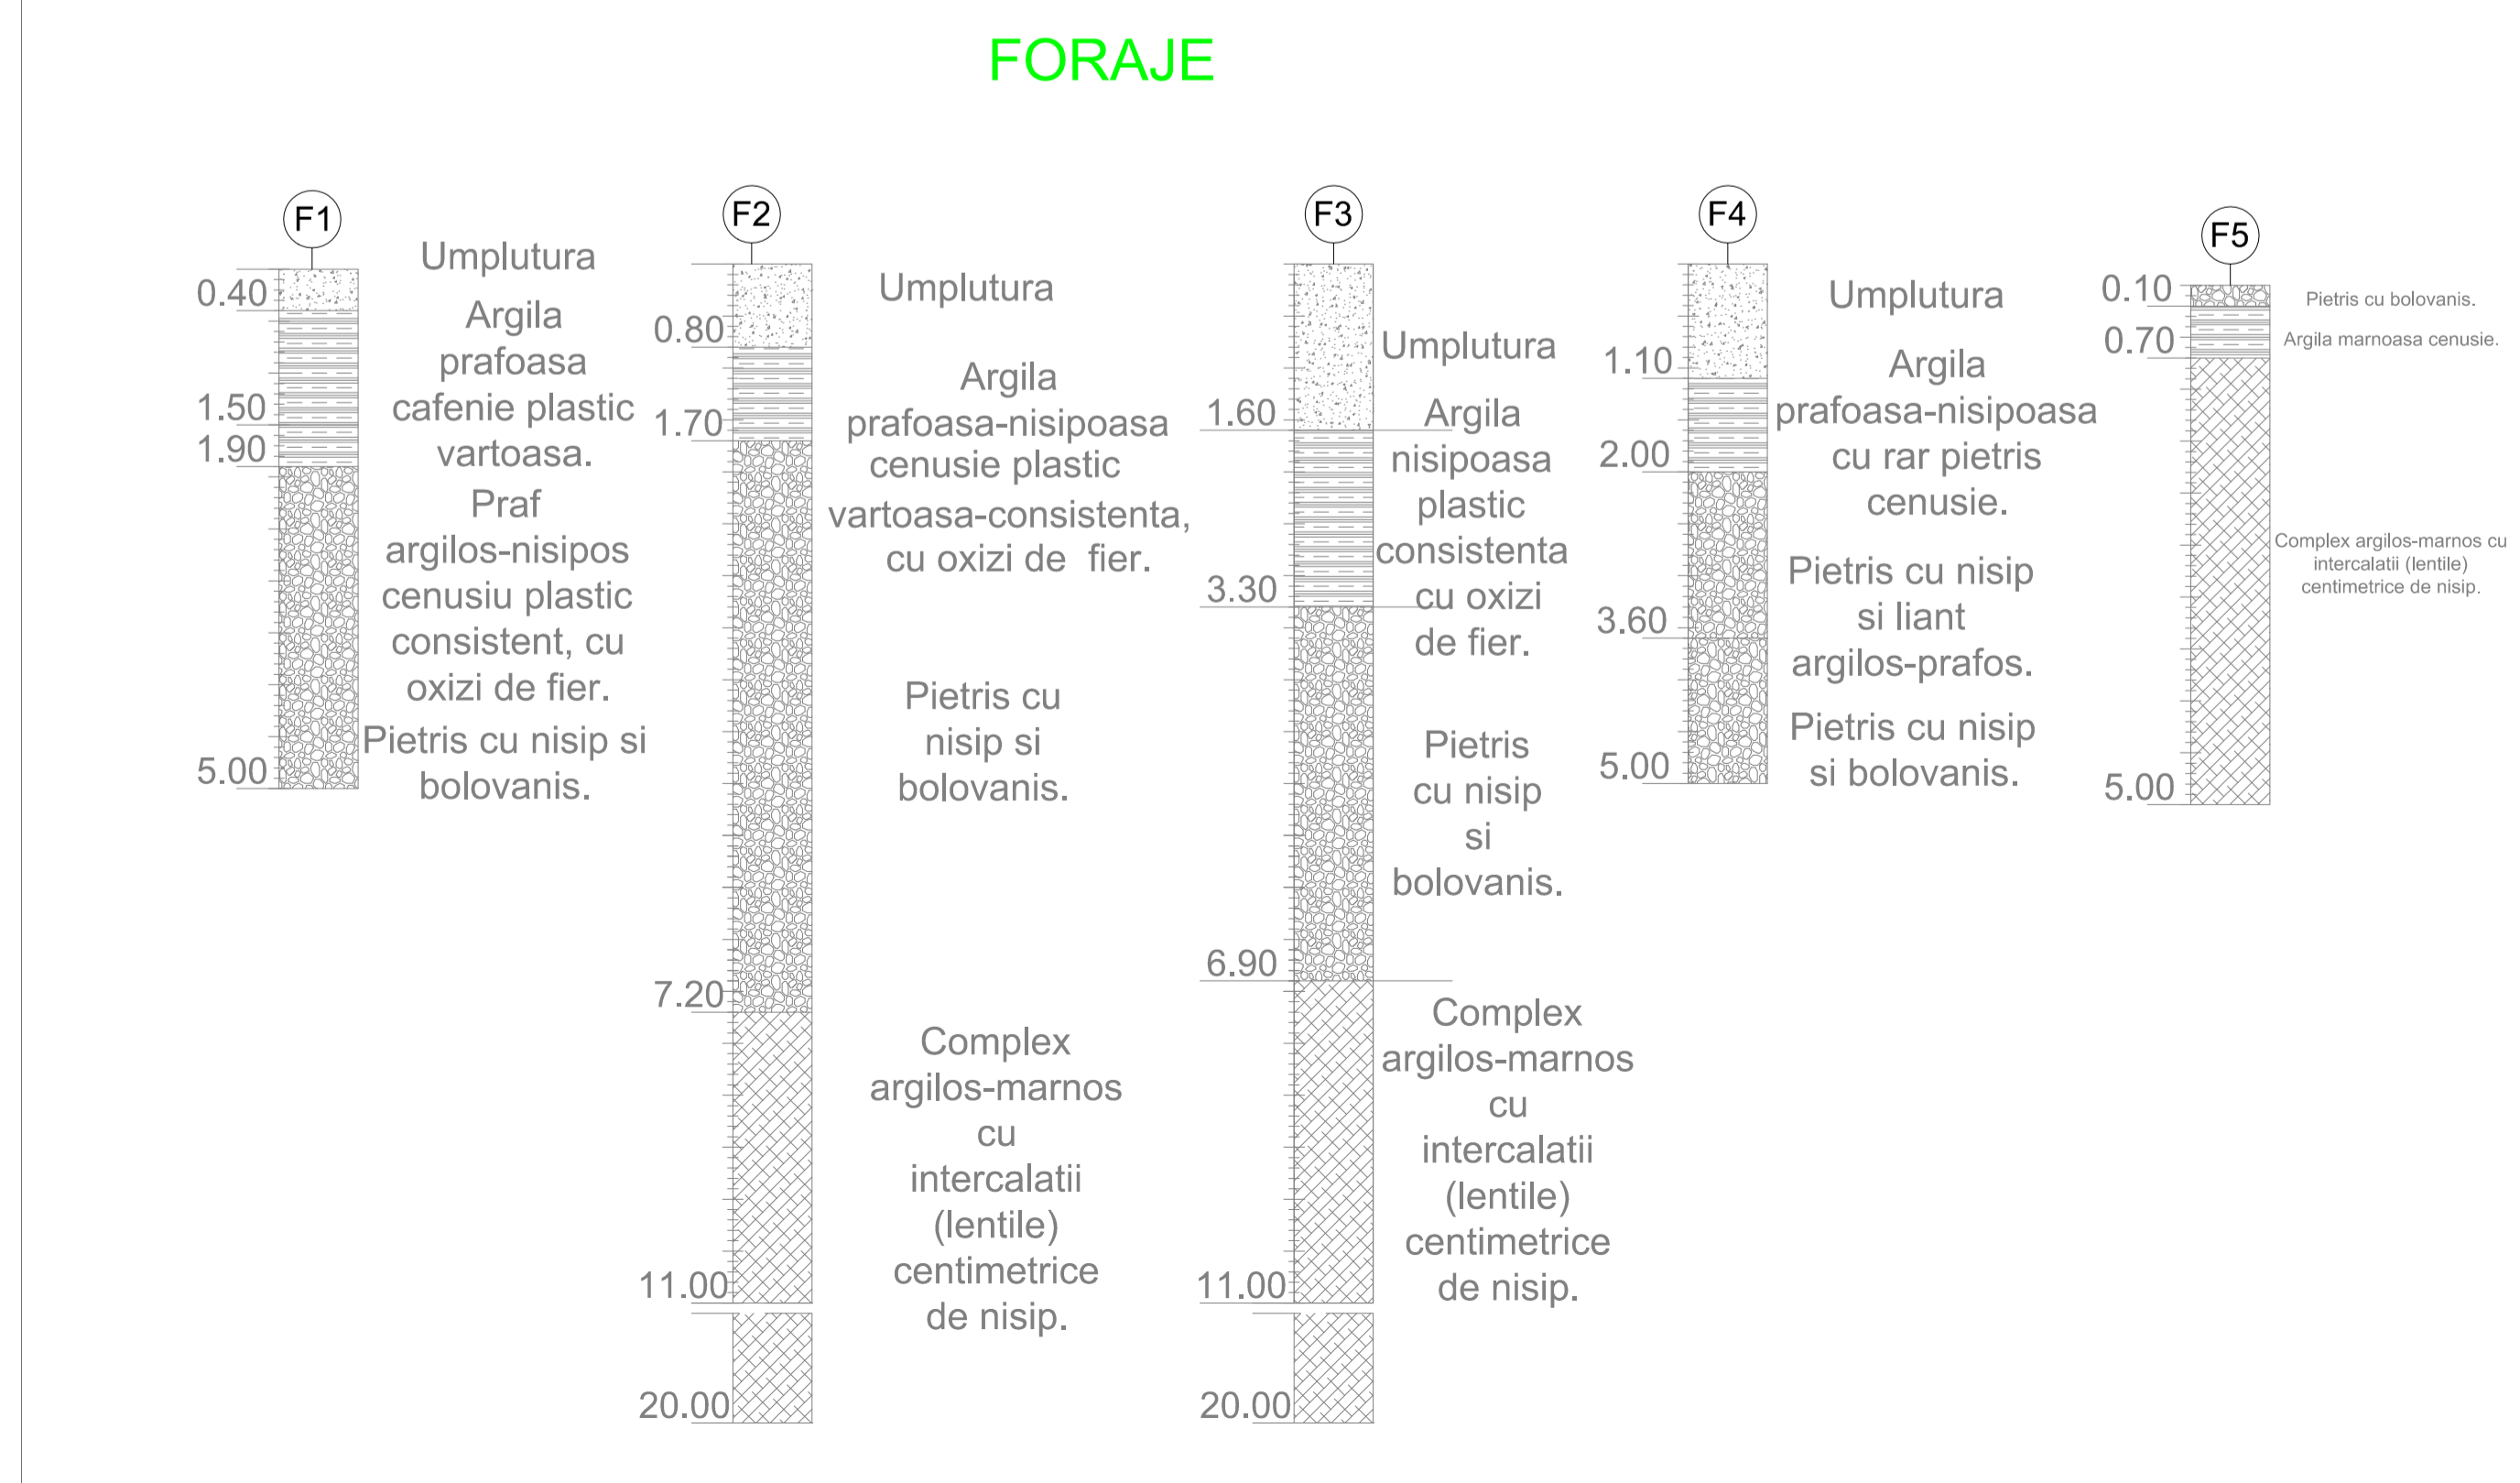 FORAJE
F1
0.40
1.50
1.90
5.00
Umplutura
Argila
prafoasa
cafenie plastic
vartoasa.
Praf
argilos-nisipos
cenusiu plastic
consistent, cu
oxizi de fier.
Pietris cu nisip si
bolovanis.
F2
0.80
1.70
7.20
11.00
20.00
Umplutura
Argila
prafoasa-nisipoasa
cenusie plastic
vartoasa-consistenta,
cu oxizi de fier.
Pietris cu
nisip si
bolovanis.
Complex
argilos-marnos
cu
intercalatii
(lentile)
centimetrice
de nisip.
F3
1.60
3.30
6.90
11.00
20.00
Umplutura
Argila
nisipoasa
plastic
consistenta
cu oxizi
de fier.
Pietris
cu nisip
si
bolovanis.
Complex
argilos-marnos
cu
intercalatii
(lentile)
centimetrice
de nisip.
F4
1.10
2.00
3.60
5.00
Umplutura
Argila
prafoasa-nisipoasa
cu rar pietris
cenusie.
Pietris cu nisip
si liant
argilos-prafos.
Pietris cu nisip
si bolovanis.
F5
0.10
0.70
5.00
Pietris cu bolovanis.
Argila marnoasa cenusie.
Complex argilos-marnos cu
intercalatii (lentile)
centimetrice de nisip.